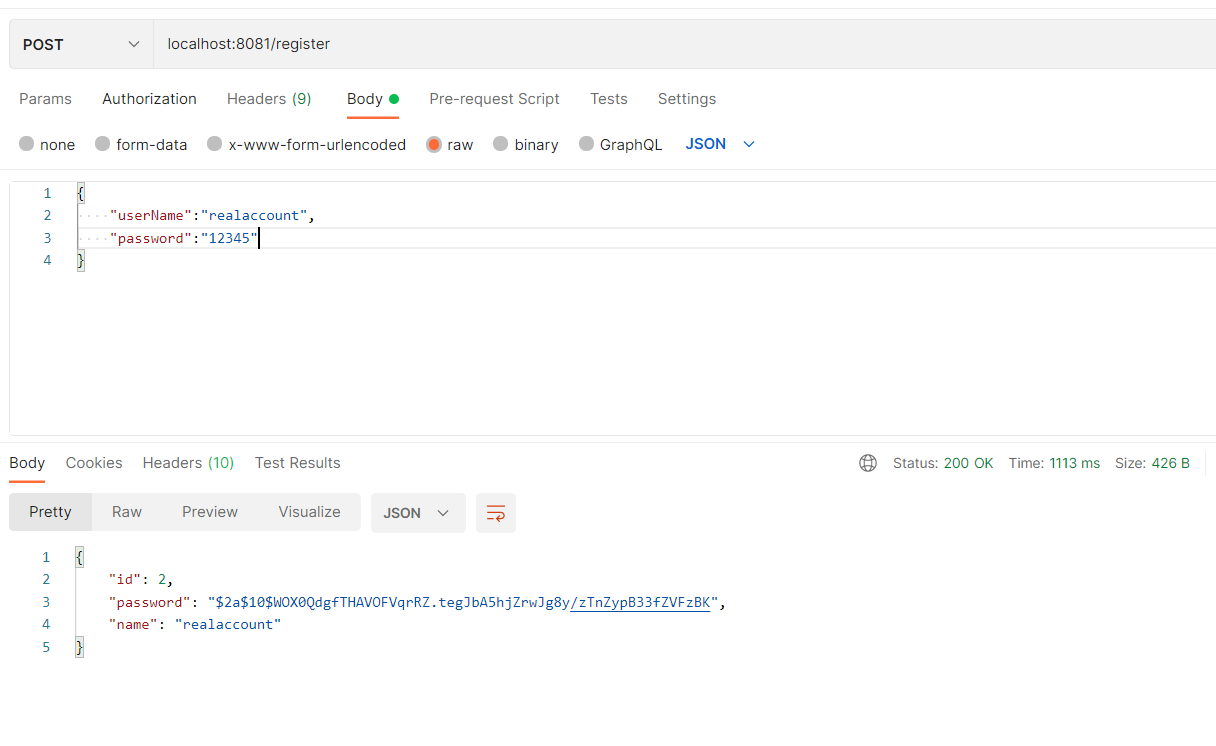 POST localhost:8081/register
Params Authorization Headers (9) Body Pre-request Script Tests Settings
none form-data x-www-form-urlencoded raw binary GraphQL JSON
1 {
2 ····"userName":"realaccount",
3 ····"password":"12345"
4 }
Body Cookies Headers (10) Test Results Status: 200 OK Time: 1113 ms Size: 426 B
Pretty Raw Preview Visualize JSON
1 {
2 "id": 2,
3 "password": "$2a$10$WOX0QdgfTHAVOFVqrRZ.tegJbA5hjZrwJg8y/zTnZypB33fZVFzBK",
4 "name": "realaccount"
5 }